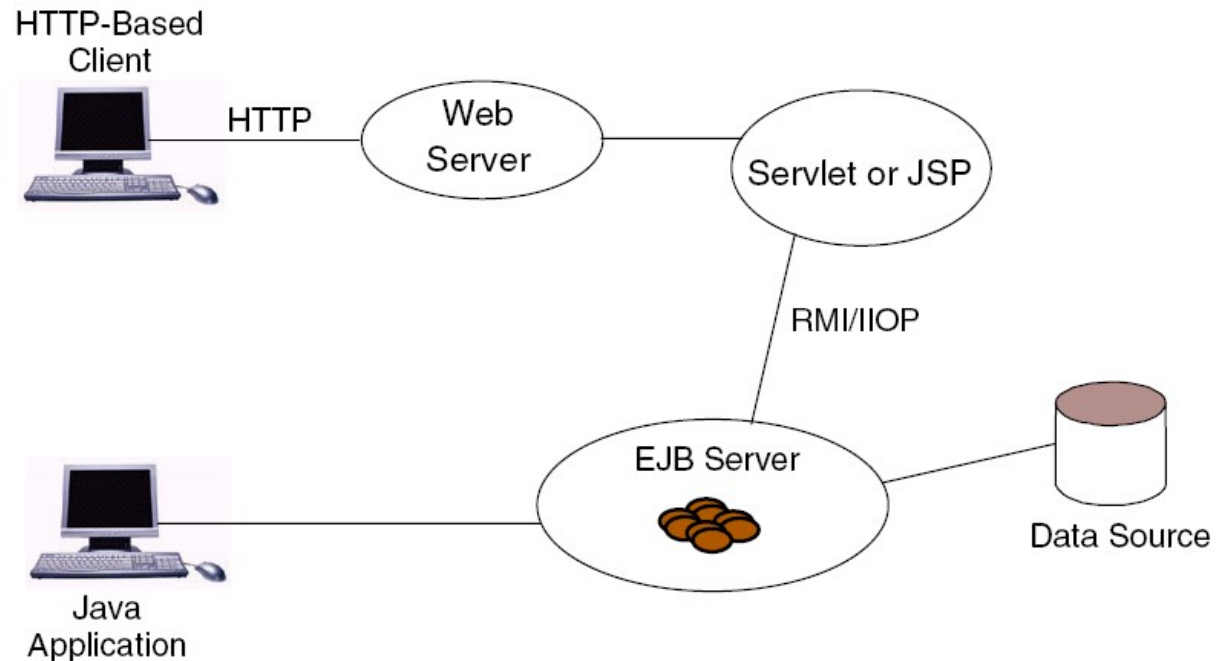 HTTP-Based
Client
HTTP
Web
Server
Servlet or JSP
RMI/IIOP
EJB Server
Data Source
Java
Application